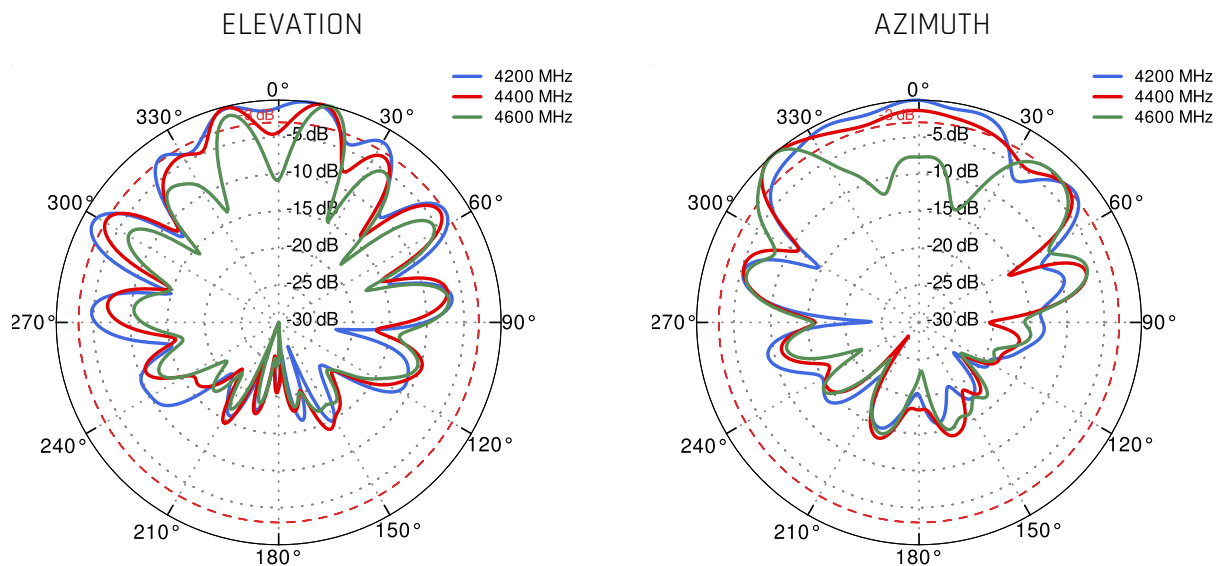 ELEVATION
4200 MHz
4400 MHz
4600 MHz
0°
30°
60°
90°
120°
150°
180°
210°
240°
270°
300°
330°
-3 dB
-5 dB
-10 dB
-15 dB
-20 dB
-25 dB
-30 dB
AZIMUTH
4200 MHz
4400 MHz
4600 MHz
0°
30°
60°
90°
120°
150°
180°
210°
240°
270°
300°
330°
-3 dB
-5 dB
-10 dB
-15 dB
-20 dB
-25 dB
-30 dB